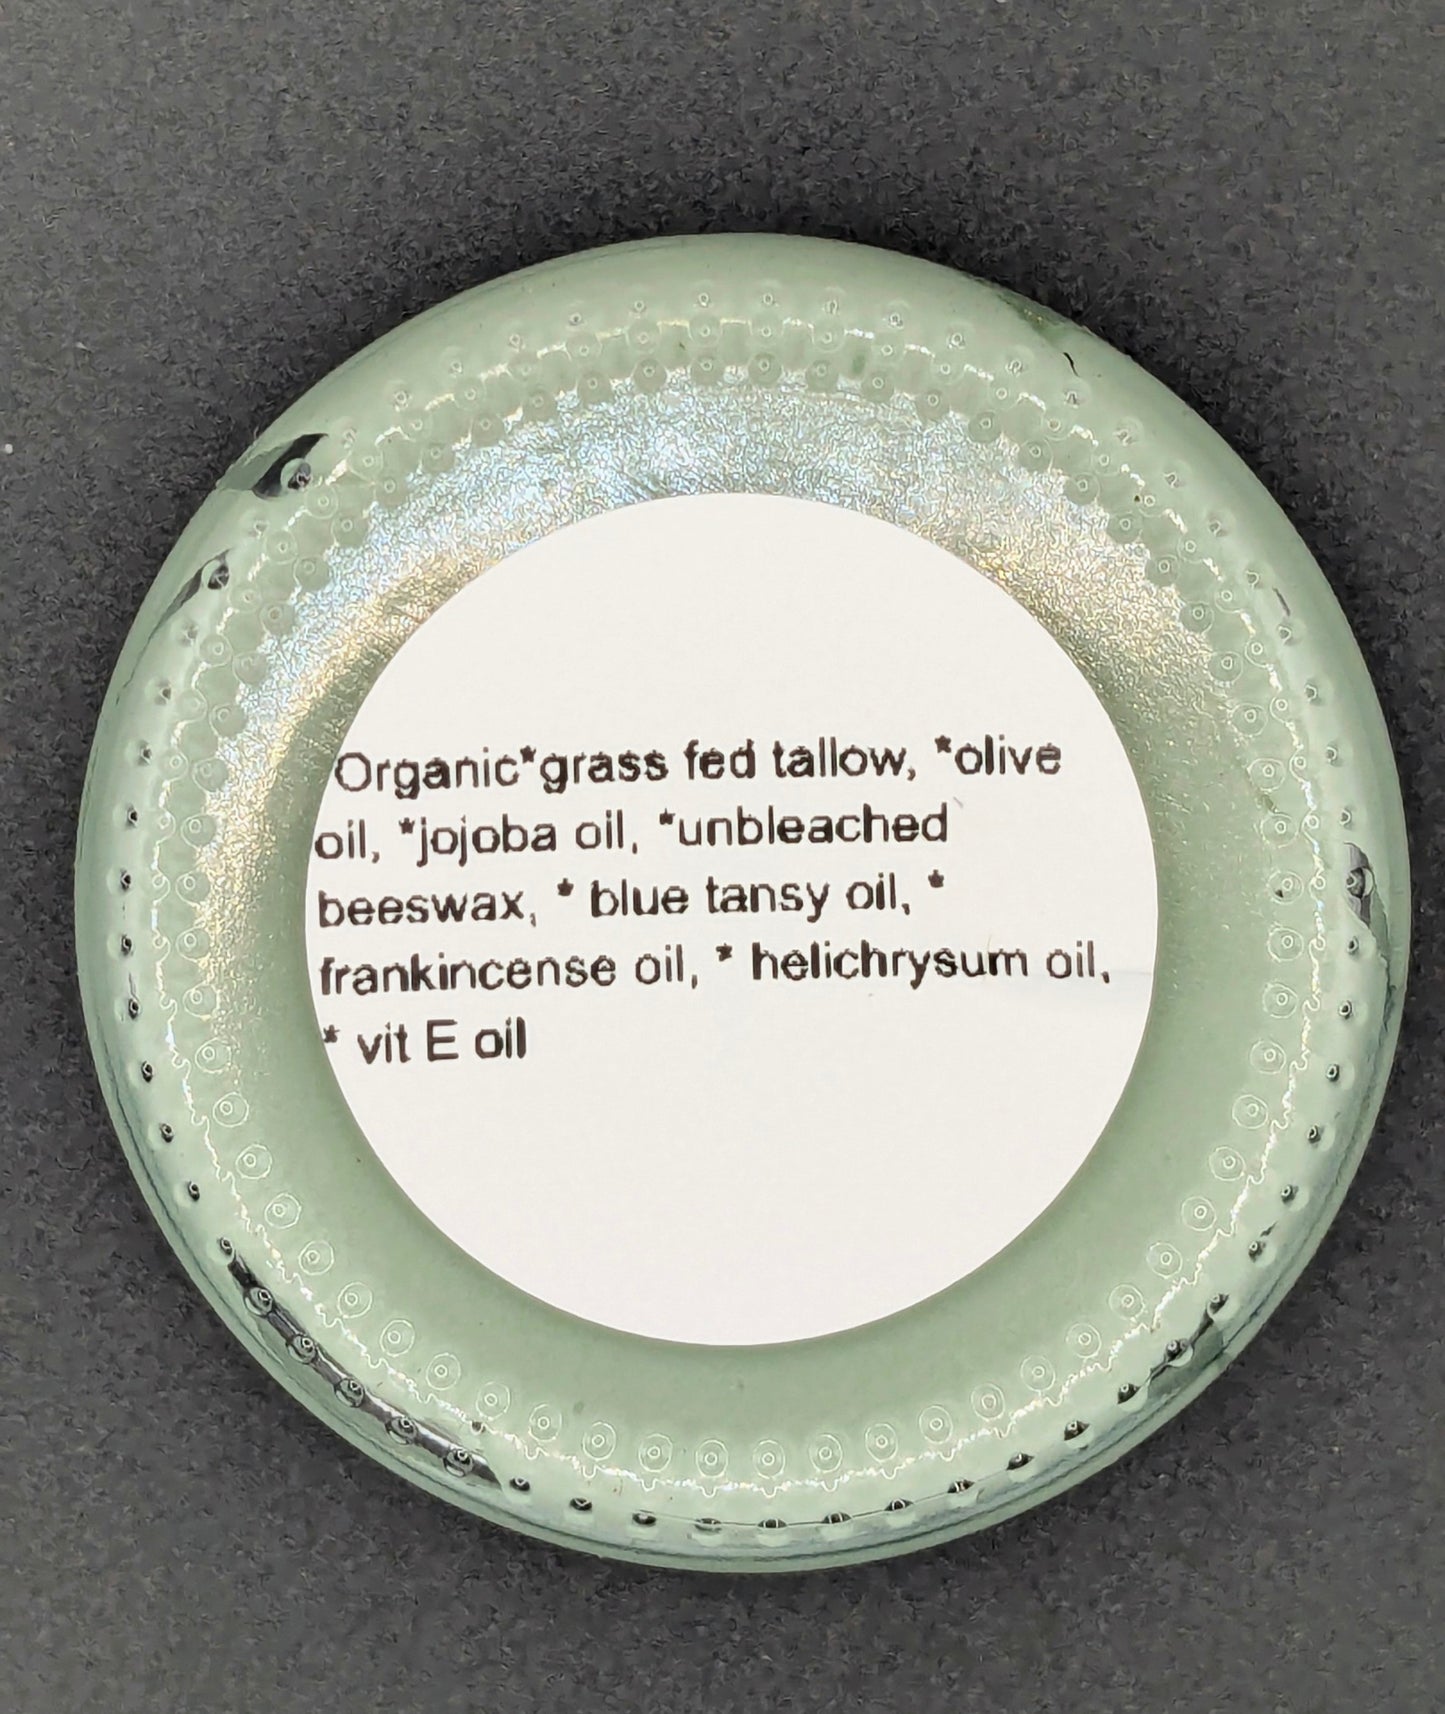 Organic*grass fed tallow, *olive
oil, *jojoba oil, *unbleached
beeswax, * blue tansy oil, *
frankincense oil, * helichrysum oil,
* vit E oil